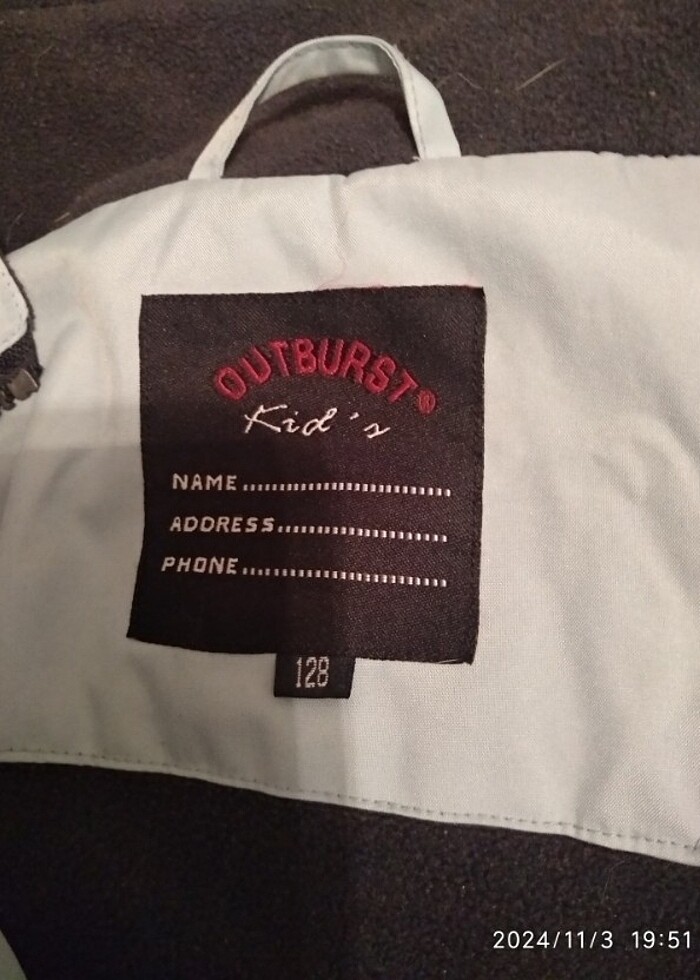 OUTBURST®
Kid's
NAME................................
ADDRESS..........................
PHONE................................
128
2024/11/3 19:51